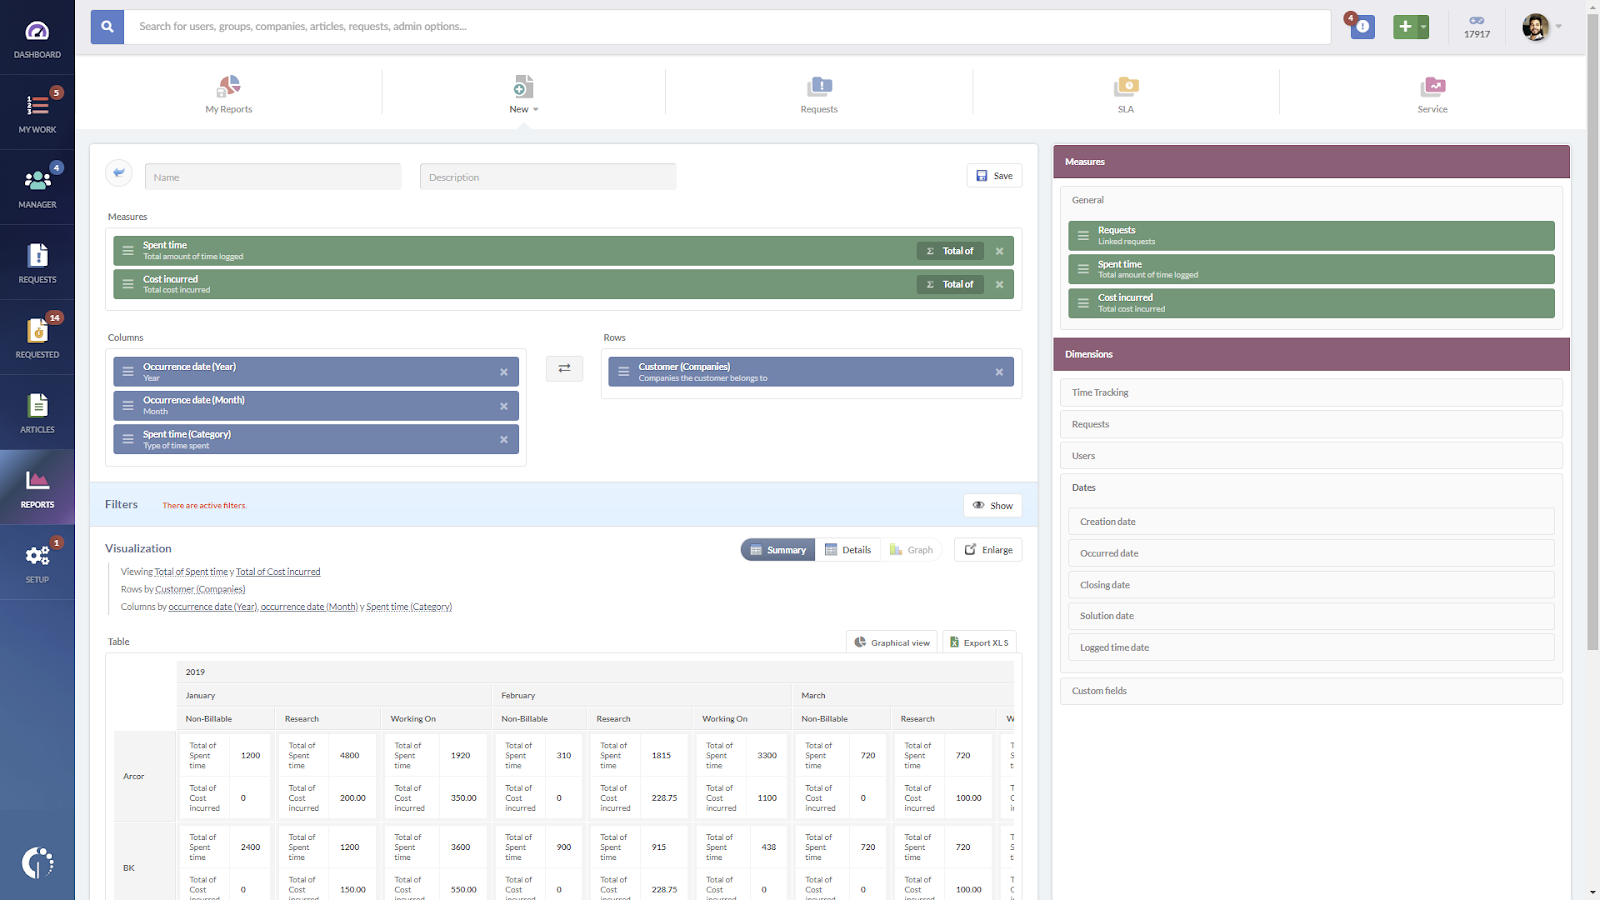 DASHBOARD
5
MY WORK
4
MANAGER
REQUESTS
14
REQUESTED
ARTICLES
REPORTS
1
SETUP
Search for users, groups, companies, articles, requests, admin options...
4
17917
My Reports
New
Requests
SLA
Service
Name
Description
Save
Measures
Spent time
Total amount of time logged
Σ Total of
Cost incurred
Total cost incurred
Σ Total of
Columns
Occurrence date (Year)
Year
Occurrence date (Month)
Month
Spent time (Category)
Type of time spent
Rows
Customer (Companies)
Companies the customer belongs to
Filters There are active filters. Show
Visualization
Summary Details Graph Enlarge
Viewing Total of Spent time y Total of Cost incurred
Rows by Customer (Companies)
Columns by occurrence date (Year), occurrence date (Month) y Spent time (Category)
Table
Graphical view Export XLS
2019
January February March
Non-Billable Research Working On Non-Billable Research Working On Non-Billable Research W
Arcor
Total of Spent time 1200 Total of Spent time 4800 Total of Spent time 1920 Total of Spent time 310 Total of Spent time 1815 Total of Spent time 3300 Total of Spent time 720 Total of Spent time 720
Total of Cost incurred 0 Total of Cost incurred 200.00 Total of Cost incurred 350.00 Total of Cost incurred 0 Total of Cost incurred 228.75 Total of Cost incurred 1100 Total of Cost incurred 0 Total of Cost incurred 100.00
BK
Total of Spent time 2400 Total of Spent time 1200 Total of Spent time 3600 Total of Spent time 900 Total of Spent time 915 Total of Spent time 438 Total of Spent time 720 Total of Spent time 720
Total of Cost incurred 0 Total of Cost incurred 150.00 Total of Cost incurred 550.00 Total of Cost incurred 0 Total of Cost incurred 228.75 Total of Cost incurred 0 Total of Cost incurred 0 Total of Cost incurred 100.00
Measures
General
Requests
Linked requests
Spent time
Total amount of time logged
Cost incurred
Total cost incurred
Dimensions
Time Tracking
Requests
Users
Dates
Creation date
Occurred date
Closing date
Solution date
Logged time date
Custom fields